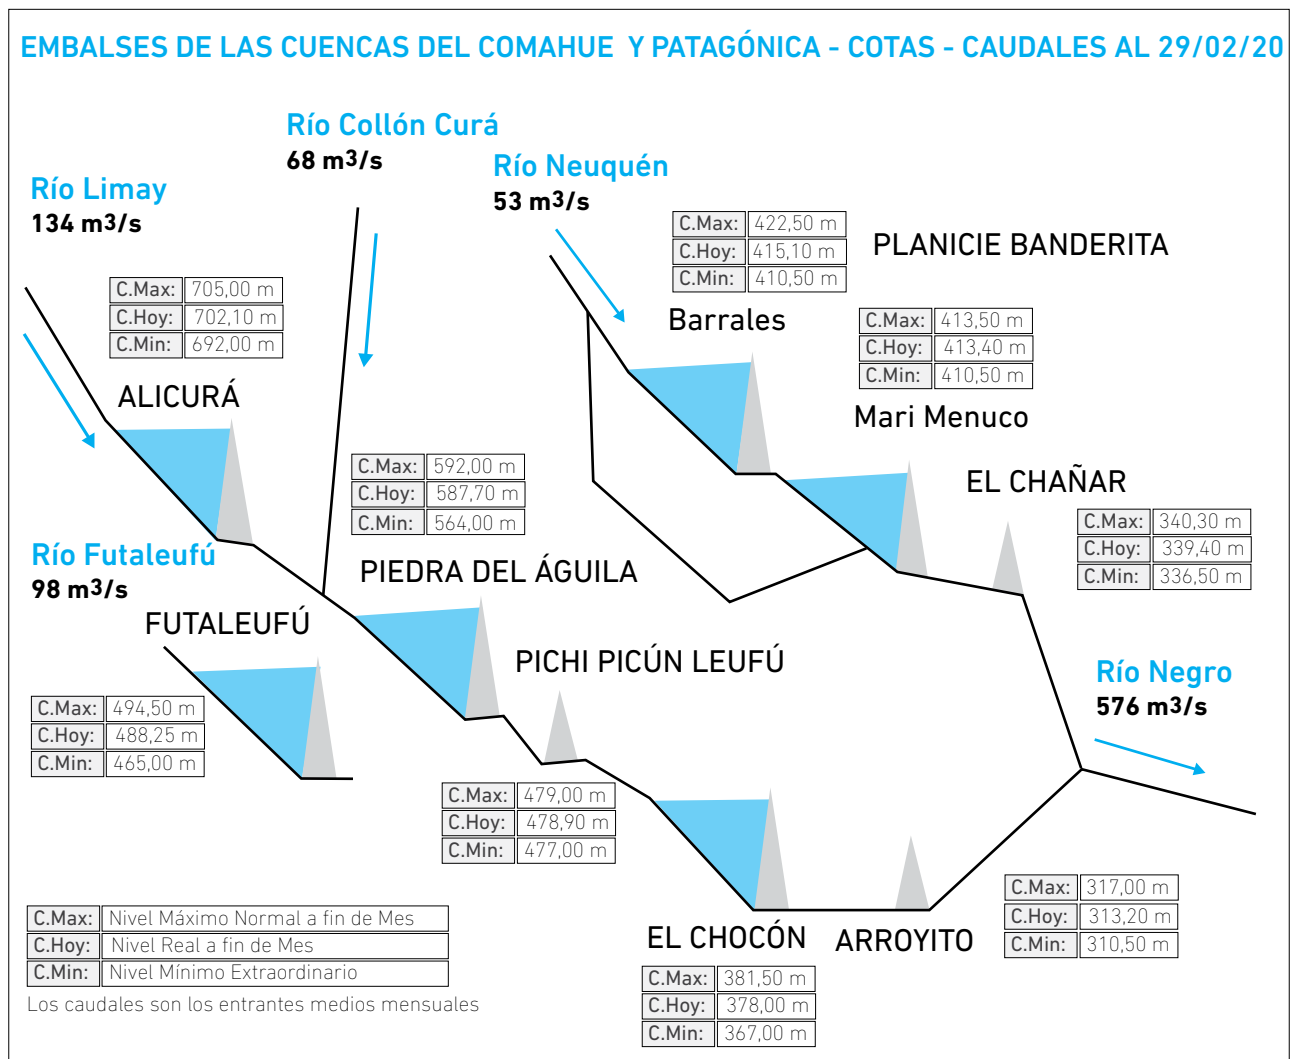 EMBALSES DE LAS CUENCAS DEL COMAHUE Y PATAGÓNICA - COTAS - CAUDALES AL 29/02/20
Río Collón Curá
68 m3/s
Río Neuquén
53 m3/s
Río Limay
134 m3/s
C.Max: 422,50 m
C.Hoy: 415,10 m
C.Min: 410,50 m
PLANICIE BANDERITA
Barrales
C.Max: 705,00 m
C.Hoy: 702,10 m
C.Min: 692,00 m
ALICURÁ
C.Max: 413,50 m
C.Hoy: 413,40 m
C.Min: 410,50 m
Mari Menuco
C.Max: 592,00 m
C.Hoy: 587,70 m
C.Min: 564,00 m
PIEDRA DEL ÁGUILA
EL CHAÑAR
C.Max: 340,30 m
C.Hoy: 339,40 m
C.Min: 336,50 m
Río Futaleufú
98 m3/s
FUTALEUFÚ
C.Max: 494,50 m
C.Hoy: 488,25 m
C.Min: 465,00 m
PICHI PICÚN LEUFÚ
C.Max: 479,00 m
C.Hoy: 478,90 m
C.Min: 477,00 m
Río Negro
576 m3/s
EL CHOCÓN
C.Max: 381,50 m
C.Hoy: 378,00 m
C.Min: 367,00 m
ARROYITO
C.Max: 317,00 m
C.Hoy: 313,20 m
C.Min: 310,50 m
C.Max: Nivel Máximo Normal a fin de Mes
C.Hoy: Nivel Real a fin de Mes
C.Min: Nivel Mínimo Extraordinario
Los caudales son los entrantes medios mensuales